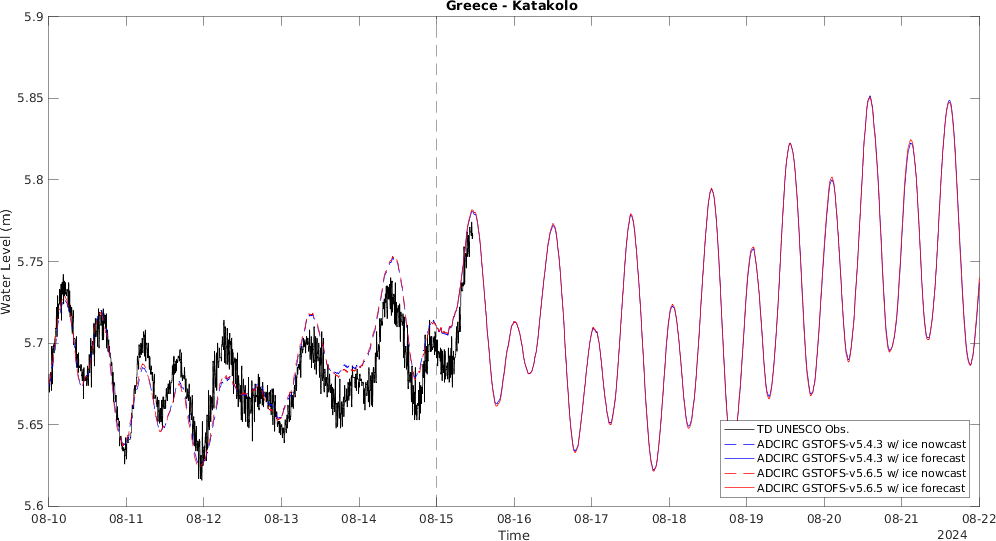 Greece - Katakolo
Water Level (m)
5.9
5.85
5.8
5.75
5.7
5.65
5.6
TD UNESCO Obs.
ADCIRC GSTOFS-v5.4.3 w/ ice nowcast
ADCIRC GSTOFS-v5.4.3 w/ ice forecast
ADCIRC GSTOFS-v5.6.5 w/ ice nowcast
ADCIRC GSTOFS-v5.6.5 w/ ice forecast
08-10 08-11 08-12 08-13 08-14 08-15 08-16 08-17 08-18 08-19 08-20 08-21 08-22
Time
2024